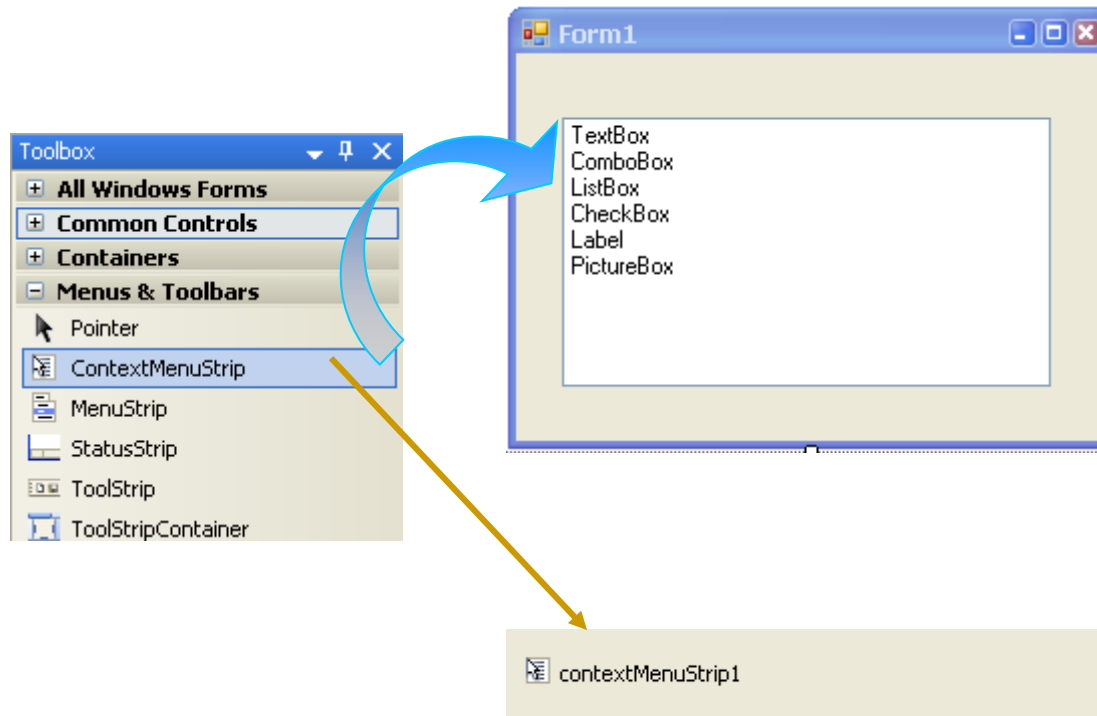 Toolbox
All Windows Forms
Common Controls
Containers
Menus & Toolbars
Pointer
ContextMenuStrip
MenuStrip
StatusStrip
ToolStrip
ToolStripContainer
Form1
TextBox
ComboBox
ListBox
CheckBox
Label
PictureBox
contextMenuStrip1